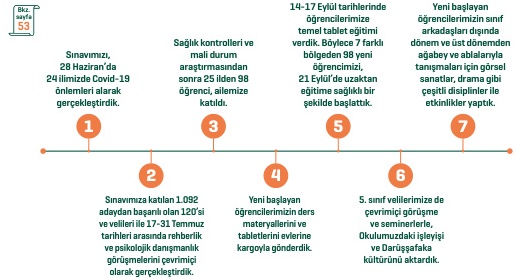 Bkz.
sayfa
53
Sınavımızı,
28 Haziran'da
24 ilimizde Covid-19
önlemleri alarak
gerçekleştirdik.
1
2
Sınavımıza katılan 1.092
adaydan başarılı olan 120'si
ve velileri ile 17-31 Temmuz
tarihleri arasında rehberlik
ve psikolojik danışmanlık
görüşmelerini çevrimiçi
olarak gerçekleştirdik.
Sağlık kontrolleri ve
mali durum
araştırmasından
sonra 25 ilden 98
öğrenci, ailemize
katıldı.
3
4
Yeni başlayan
öğrencilerimizin ders
materyallerini ve
tabletlerini evlerine
kargoyla gönderdik.
14-17 Eylül tarihlerinde
öğrencilerimize
temel tablet eğitimi
verdik. Böylece 7 farklı
bölgeden 98 yeni
öğrencimizi,
21 Eylül'de uzaktan
eğitime sağlıklı bir
şekilde başlattık.
5
6
5. sınıf velilerimize de
çevrimiçi görüşme
ve seminerlerle,
Okulumuzdaki işleyişi
ve Darüşşafaka
kültürünü aktardık.
Yeni başlayan
öğrencilerimizin sınıf
arkadaşları dışında
dönem ve üst dönemden
ağabey ve ablalarıyla
tanışmaları için görsel
sanatlar, drama gibi
çeşitli disiplinler ile
etkinlikler yaptık.
7